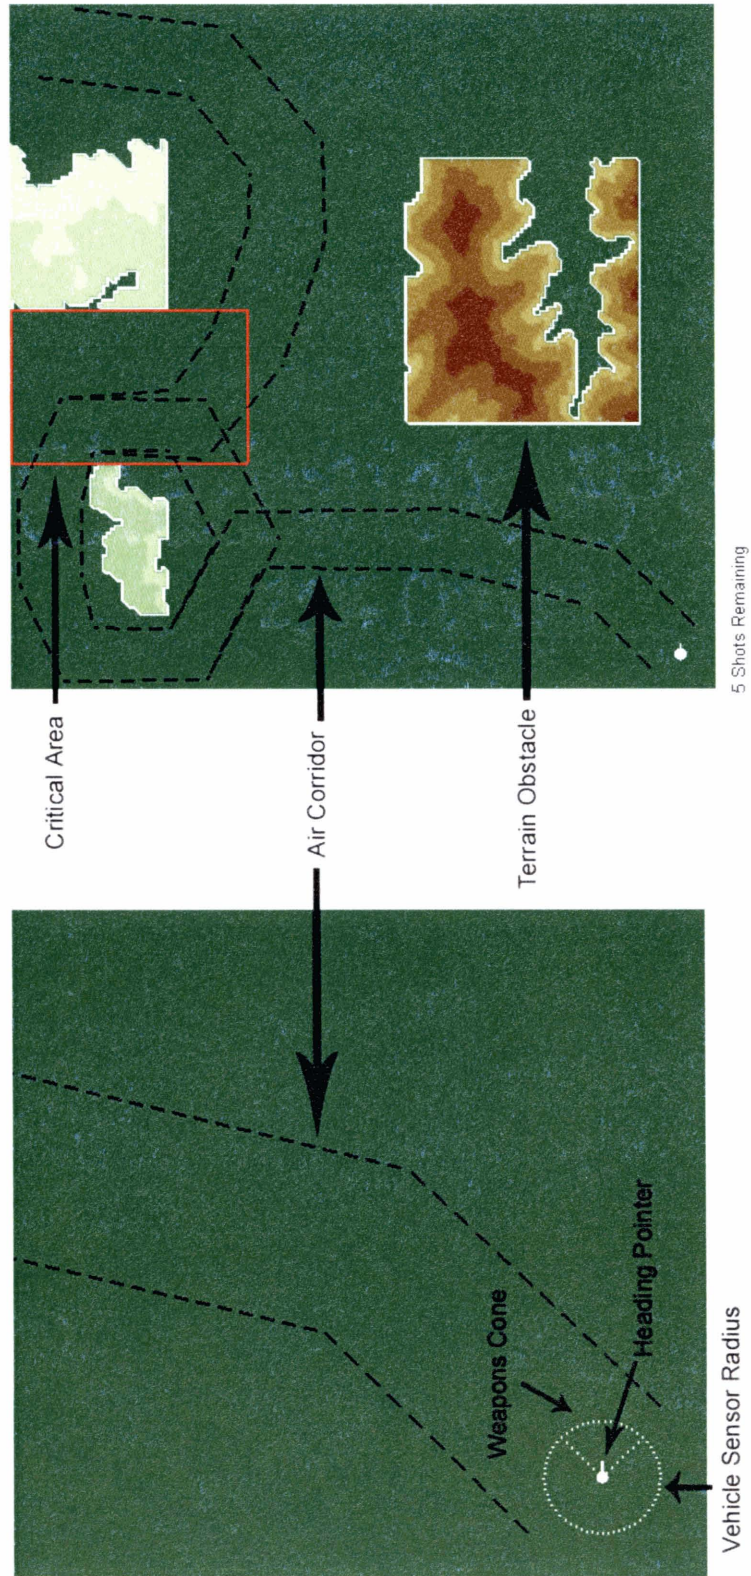 Critical Area
Air Corridor
Terrain Obstacle
5 Shots Remaining
Weapons Cone
Heading Pointer
Vehicle Sensor Radius